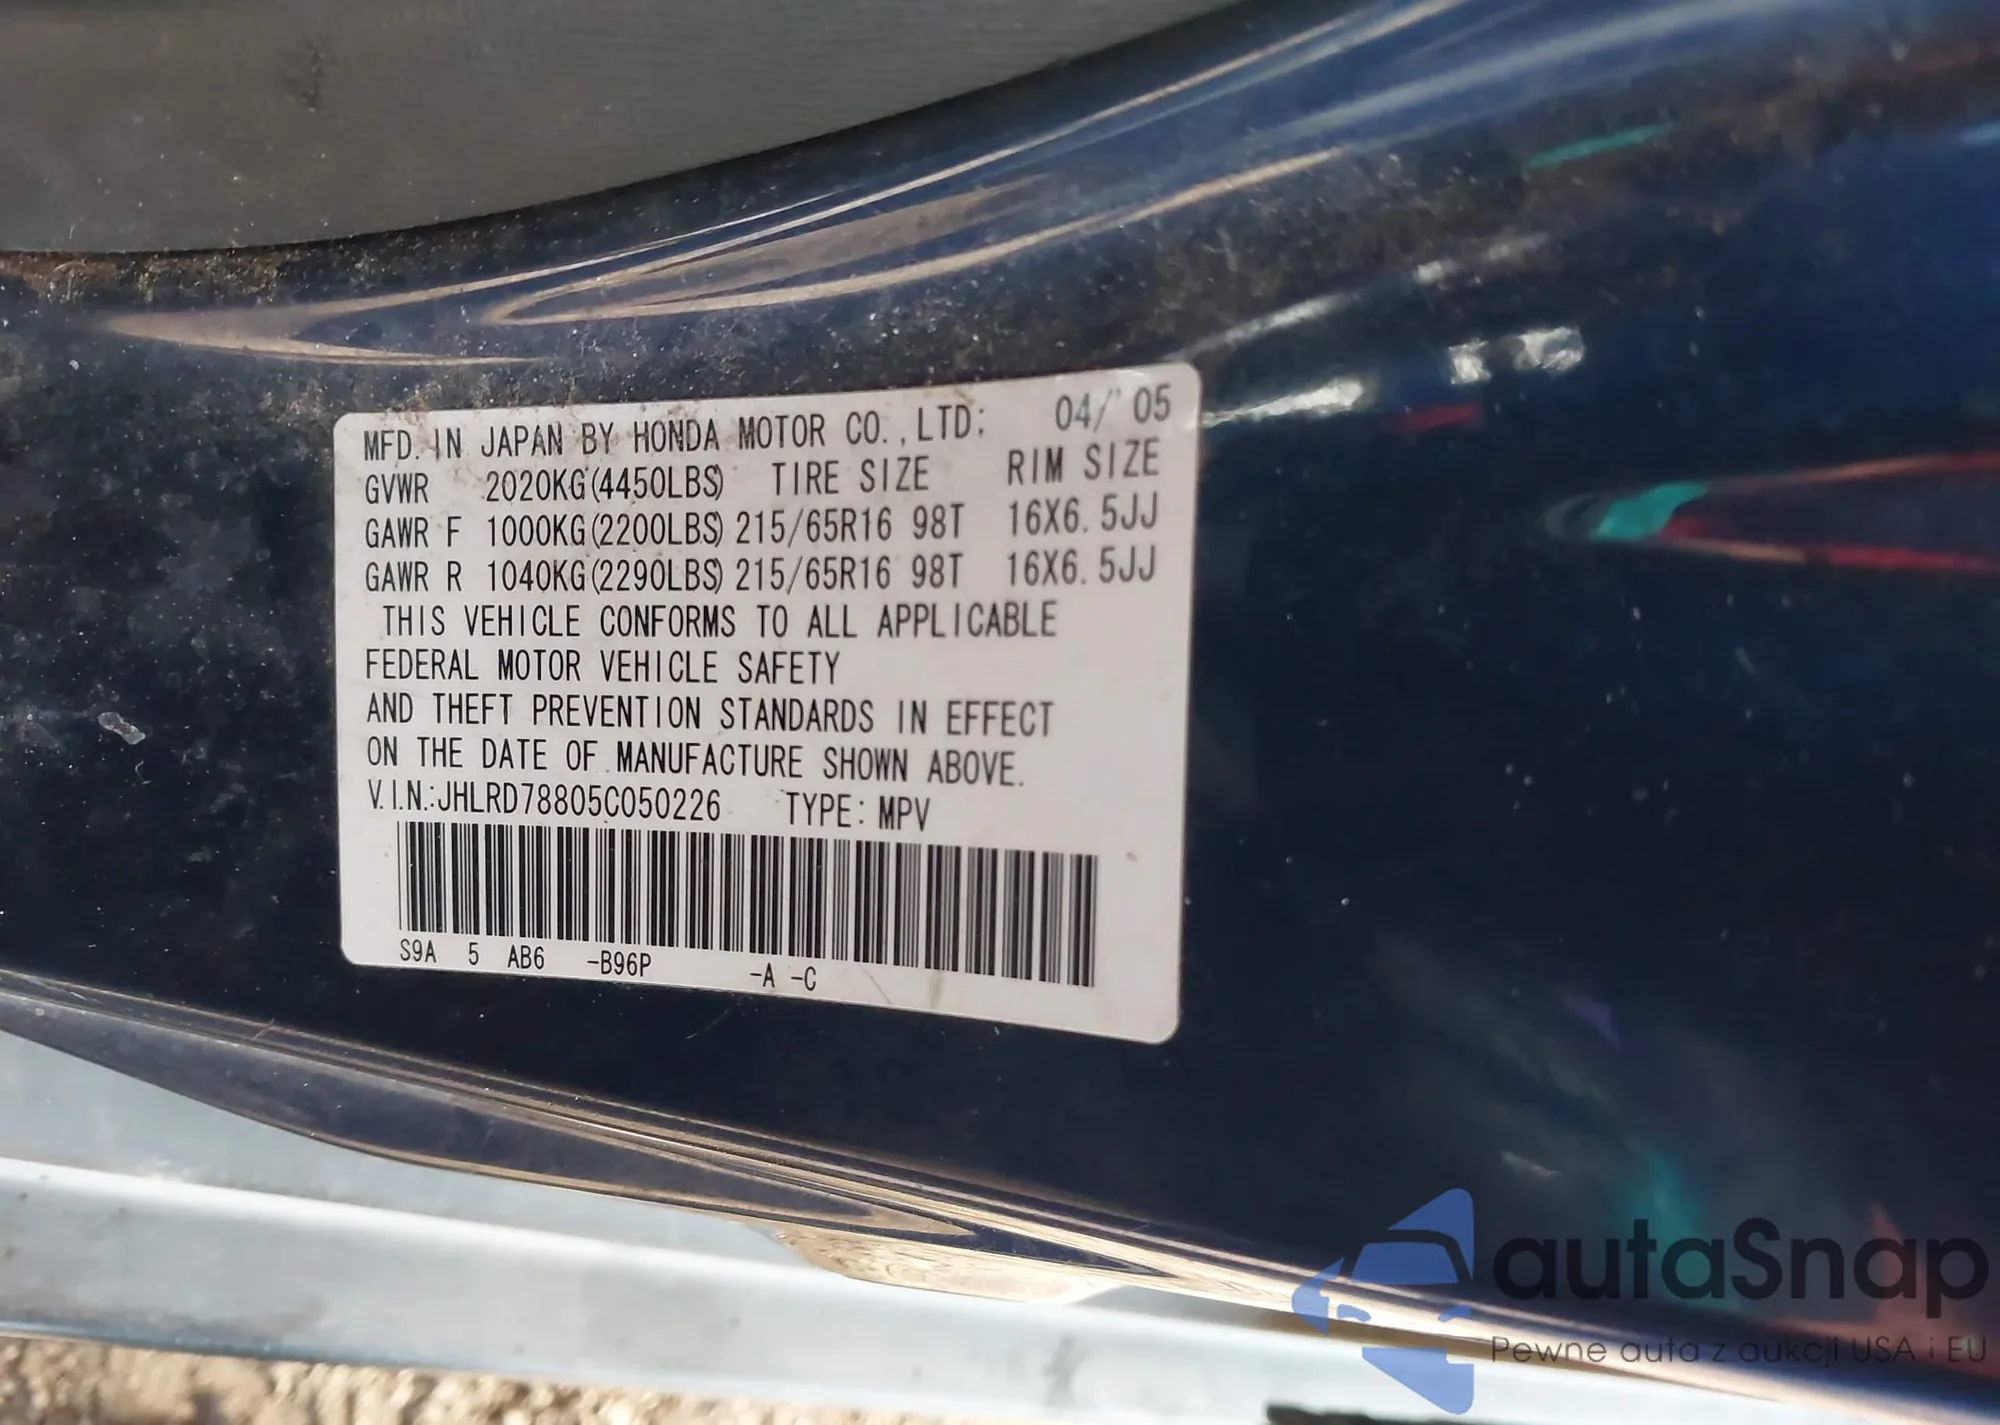 MFD. IN JAPAN BY HONDA MOTOR CO., LTD: 04/'05
GVWR 2020KG(4450LBS) TIRE SIZE RIM SIZE
GAWR F 1000KG(2200LBS) 215/65R16 98T 16X6.5JJ
GAWR R 1040KG(2290LBS) 215/65R16 98T 16X6.5JJ
THIS VEHICLE CONFORMS TO ALL APPLICABLE
FEDERAL MOTOR VEHICLE SAFETY
AND THEFT PREVENTION STANDARDS IN EFFECT
ON THE DATE OF MANUFACTURE SHOWN ABOVE.
V.I.N.:JHLRD78805C050226 TYPE: MPV
S9A 5 AB6 -B96P -A -C
autaSnap
Pewne auta z aukcji USA i EU